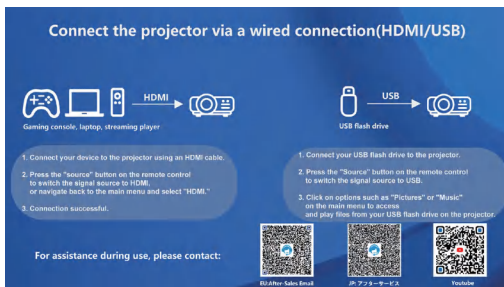 Connect the projector via a wired connection(HDMI/USB)
HDMI
Gaming console, laptop, streaming player
1. Connect your device to the projector using an HDMI cable.
2. Press the "source" button on the remote control
to switch the signal source to HDMI,
or navigate back to the main menu and select "HDMI."
3. Connection successful.
USB
USB flash drive
1. Connect your USB flash drive to the projector.
2. Press the "Source" button on the remote control
to switch the signal source to USB.
3. Click on options such as "Pictures" or "Music"
on the main menu to access
and play files from your USB flash drive on the projector.
For assistance during use, please contact:
EU:After-Sales Email
JP: アフターサービス
Youtube